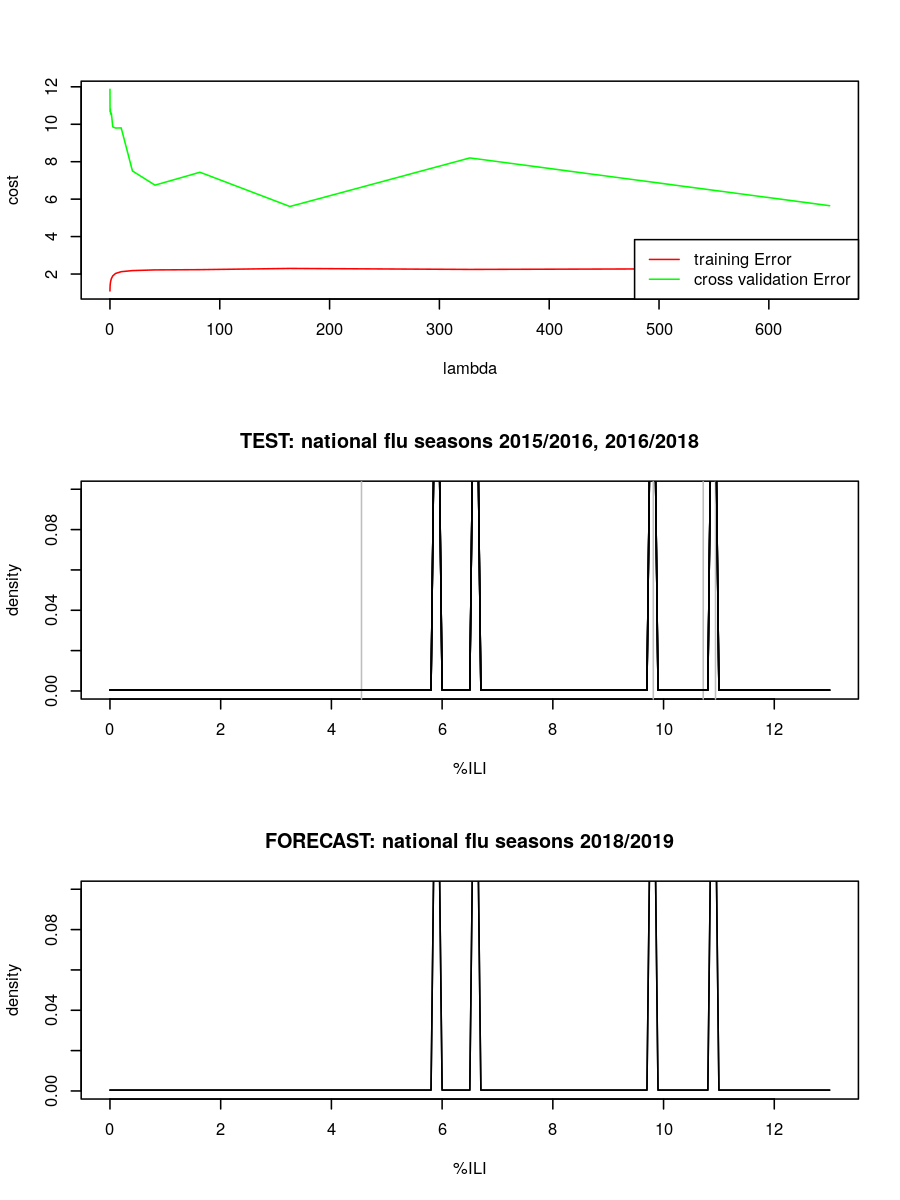 12
10
8
6
4
2
cost
training Error
cross validation Error
0 100 200 300 400 500 600
lambda
TEST: national flu seasons 2015/2016, 2016/2018
0.08
0.04
0.00
density
0 2 4 6 8 10 12
%ILI
FORECAST: national flu seasons 2018/2019
0.08
0.04
0.00
density
0 2 4 6 8 10 12
%ILI